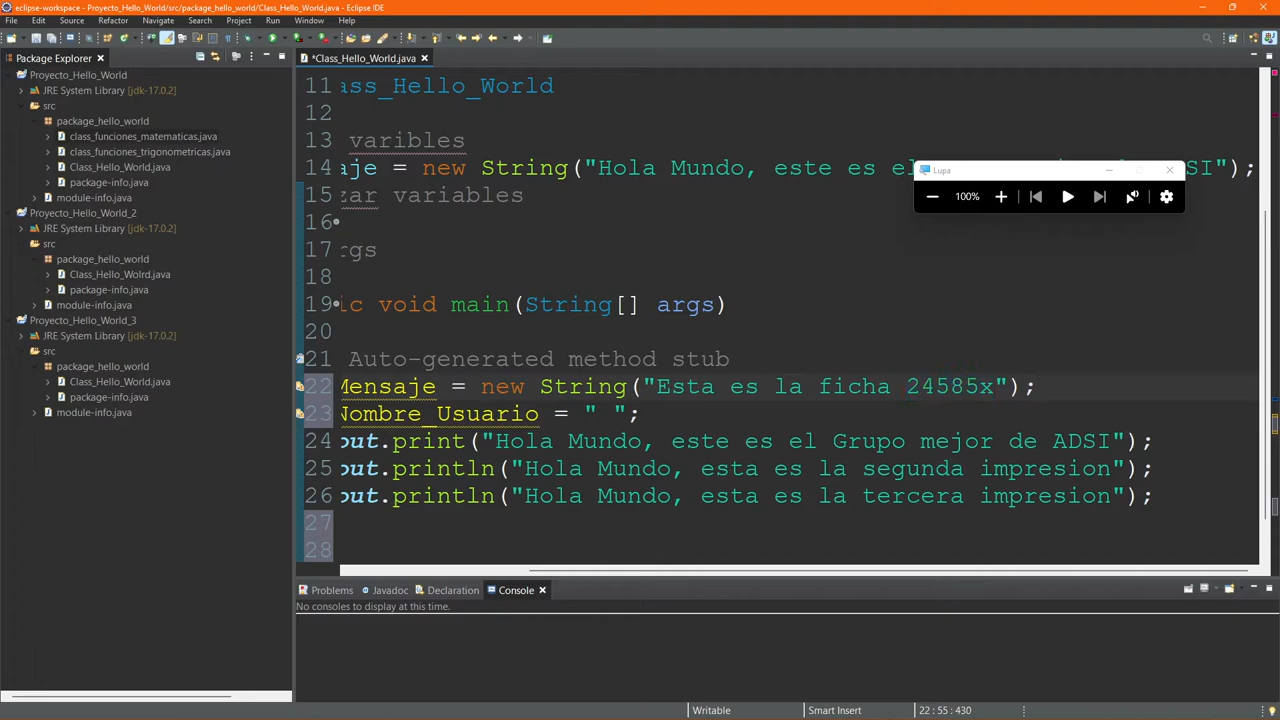 eclipse-workspace - Proyecto_Hello_World/src/package_hello_world/Class_Hello_World.java - Eclipse IDE
File Edit Source Refactor Navigate Search Project Run Window Help
Package Explorer
Proyecto_Hello_World
JRE System Library [jdk-17.0.2]
src
package_hello_world
class_funciones_matematicas.java
class_funciones_trigonometricas.java
Class_Hello_World.java
package-info.java
module-info.java
Proyecto_Hello_World_2
JRE System Library [jdk-17.0.2]
src
package_hello_world
Class_Hello_Wolrd.java
package-info.java
module-info.java
Proyecto_Hello_World_3
JRE System Library [jdk-17.0.2]
src
package_hello_world
Class_Hello_World.java
package-info.java
module-info.java
*Class_Hello_World.java
11 ass_Hello_World
12
13 varibles
14 aje = new String("Hola Mundo, este es el SI");
15 zar variables
16
17 rgs
18
19 ic void main(String[] args)
20
21 Auto-generated method stub
22 Mensaje = new String("Esta es la ficha 24585x");
23 Nombre_Usuario = " ";
24 out.print("Hola Mundo, este es el Grupo mejor de ADSI");
25 out.println("Hola Mundo, esta es la segunda impresion");
26 out.println("Hola Mundo, esta es la tercera impresion");
27
28
Lupa
100%
Problems Javadoc Declaration Console
No consoles to display at this time.
Writable Smart Insert 22 : 55 : 430